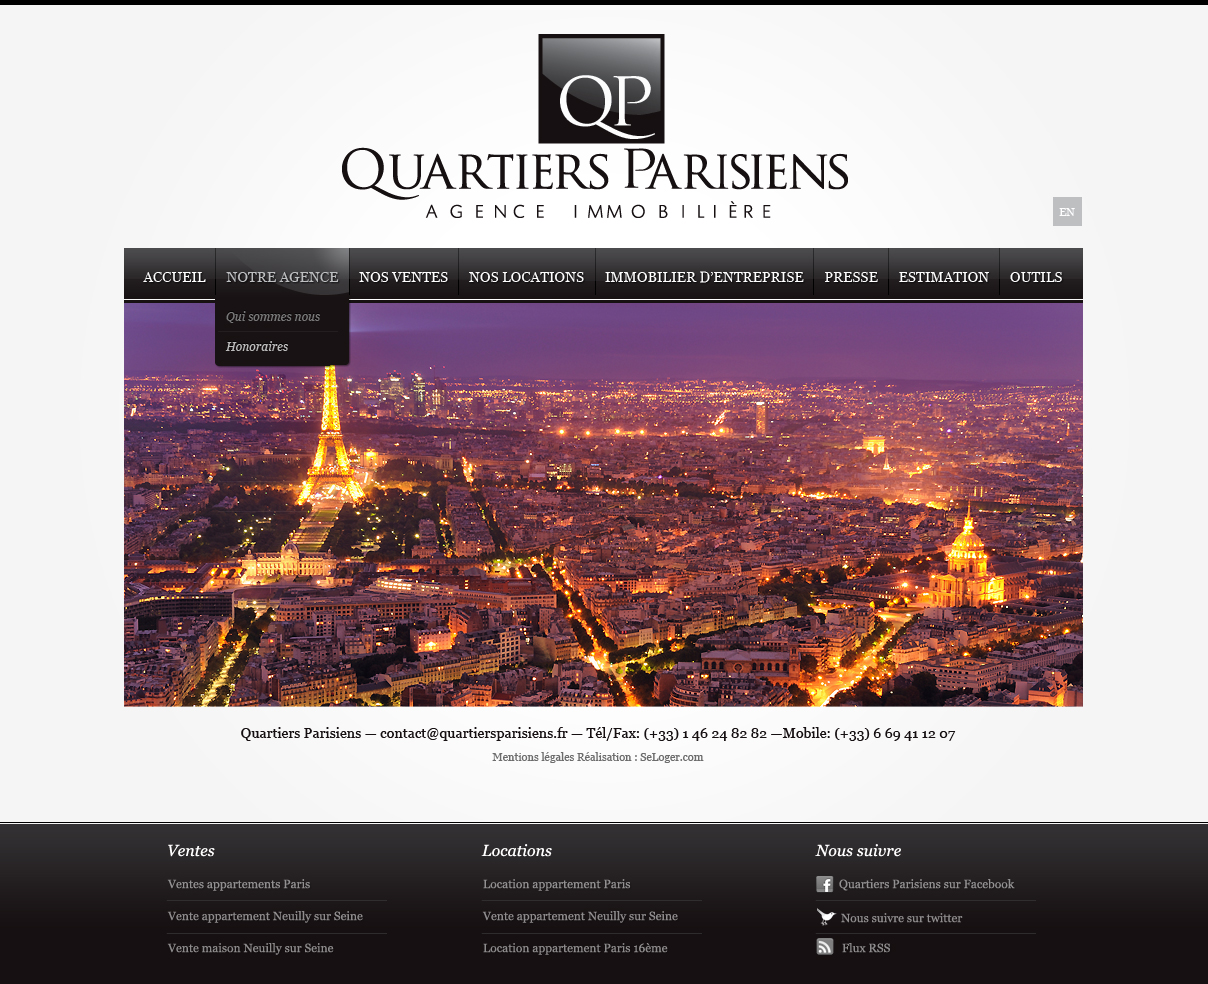 QP
QUARTIERS PARISIENS
AGENCE IMMOBILIÈRE
EN
ACCUEIL NOTRE AGENCE NOS VENTES NOS LOCATIONS IMMOBILIER D'ENTREPRISE PRESSE ESTIMATION OUTILS
Qui sommes nous
Honoraires
Quartiers Parisiens — contact@quartiersparisiens.fr — Tél/Fax: (+33) 1 46 24 82 82 —Mobile: (+33) 6 69 41 12 07
Mentions légales Réalisation : SeLoger.com
Ventes
Ventes appartements Paris
Vente appartement Neuilly sur Seine
Vente maison Neuilly sur Seine
Locations
Location appartement Paris
Vente appartement Neuilly sur Seine
Location appartement Paris 16ème
Nous suivre
Quartiers Parisiens sur Facebook
Nous suivre sur twitter
Flux RSS